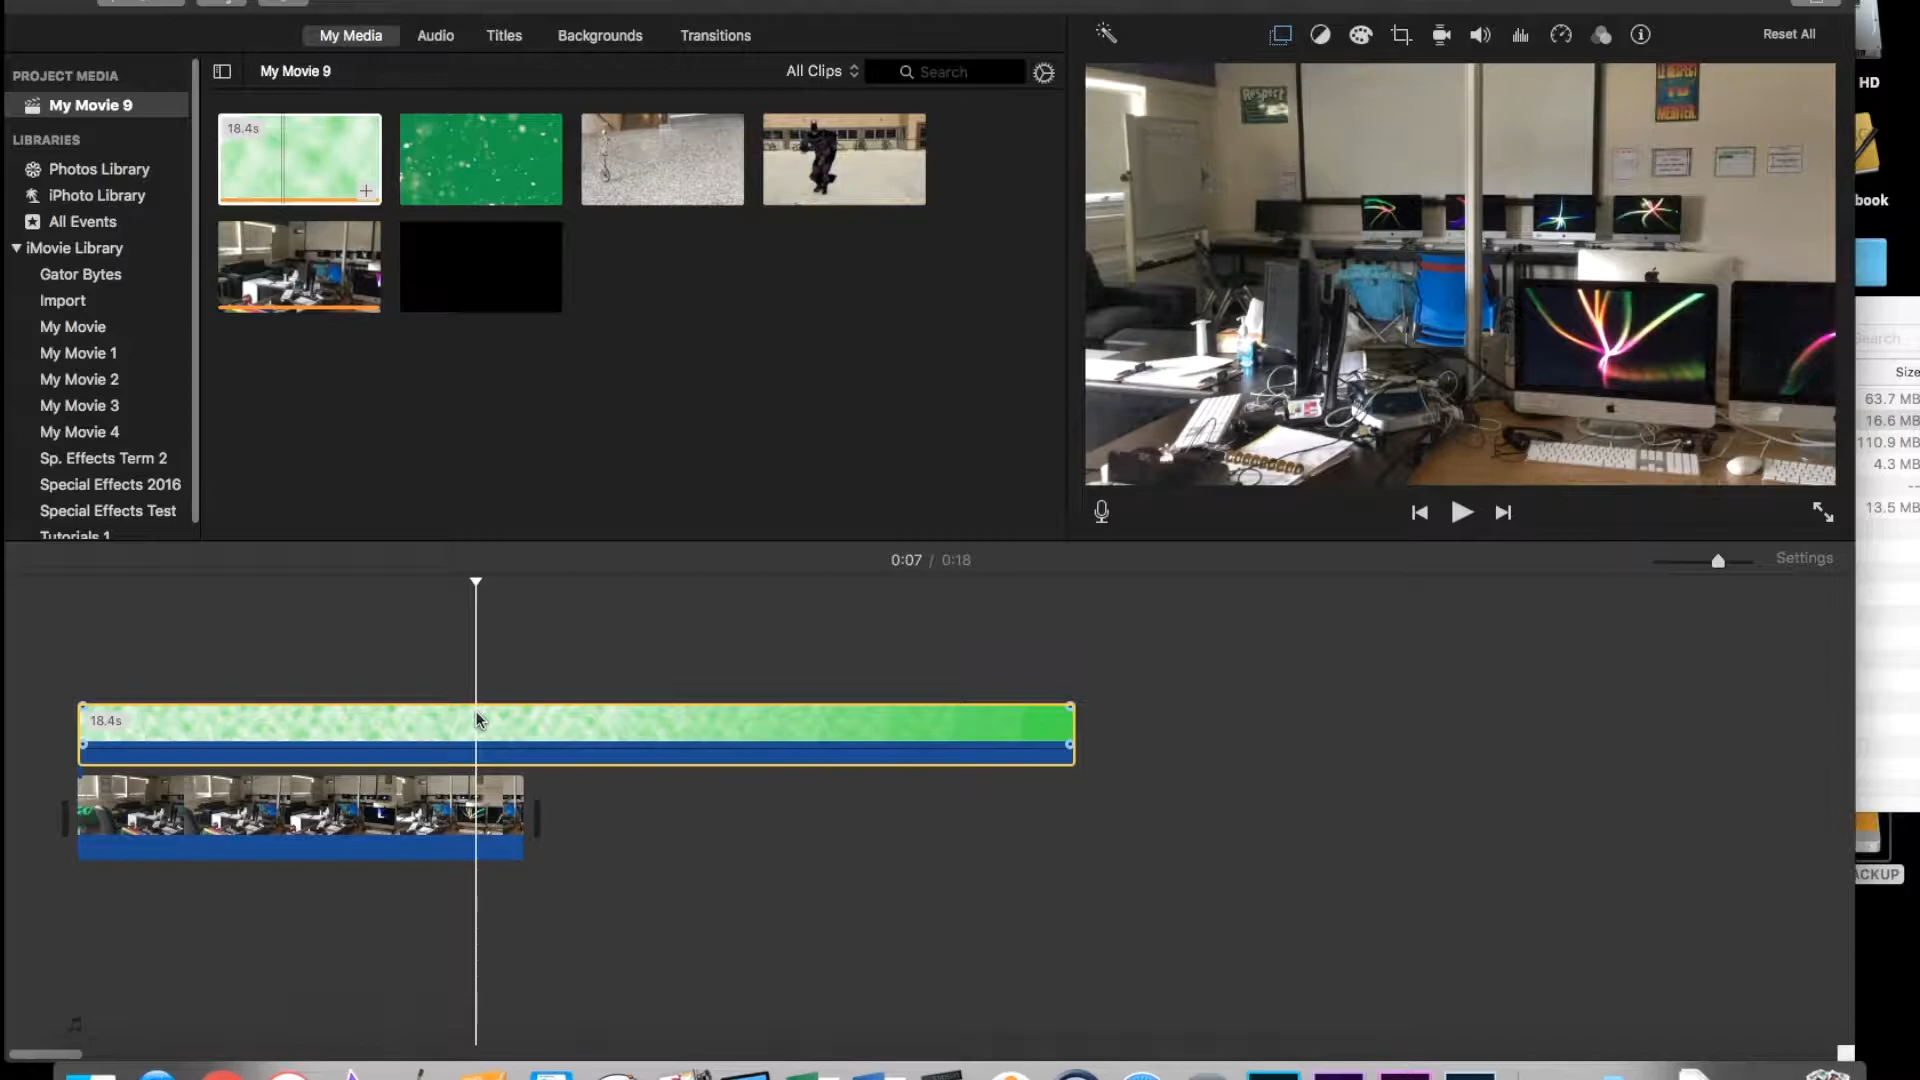 My Media
Audio
Titles
Backgrounds
Transitions
Reset All
PROJECT MEDIA
My Movie 9
All Clips
Search
HD
My Movie 9
18.4s
Respect
LIBRARIES
Photos Library
iPhoto Library
All Events
book
iMovie Library
Gator Bytes
Import
My Movie
My Movie 1
My Movie 2
My Movie 3
My Movie 4
Sp. Effects Term 2
Special Effects 2016
Special Effects Test
Tutorials 1
Search
Size
63.7 MB
16.6 MB
110.9 MB
4.3 MB
--
13.5 MB
0:07 / 0:18
Settings
18.4s
ACKUP